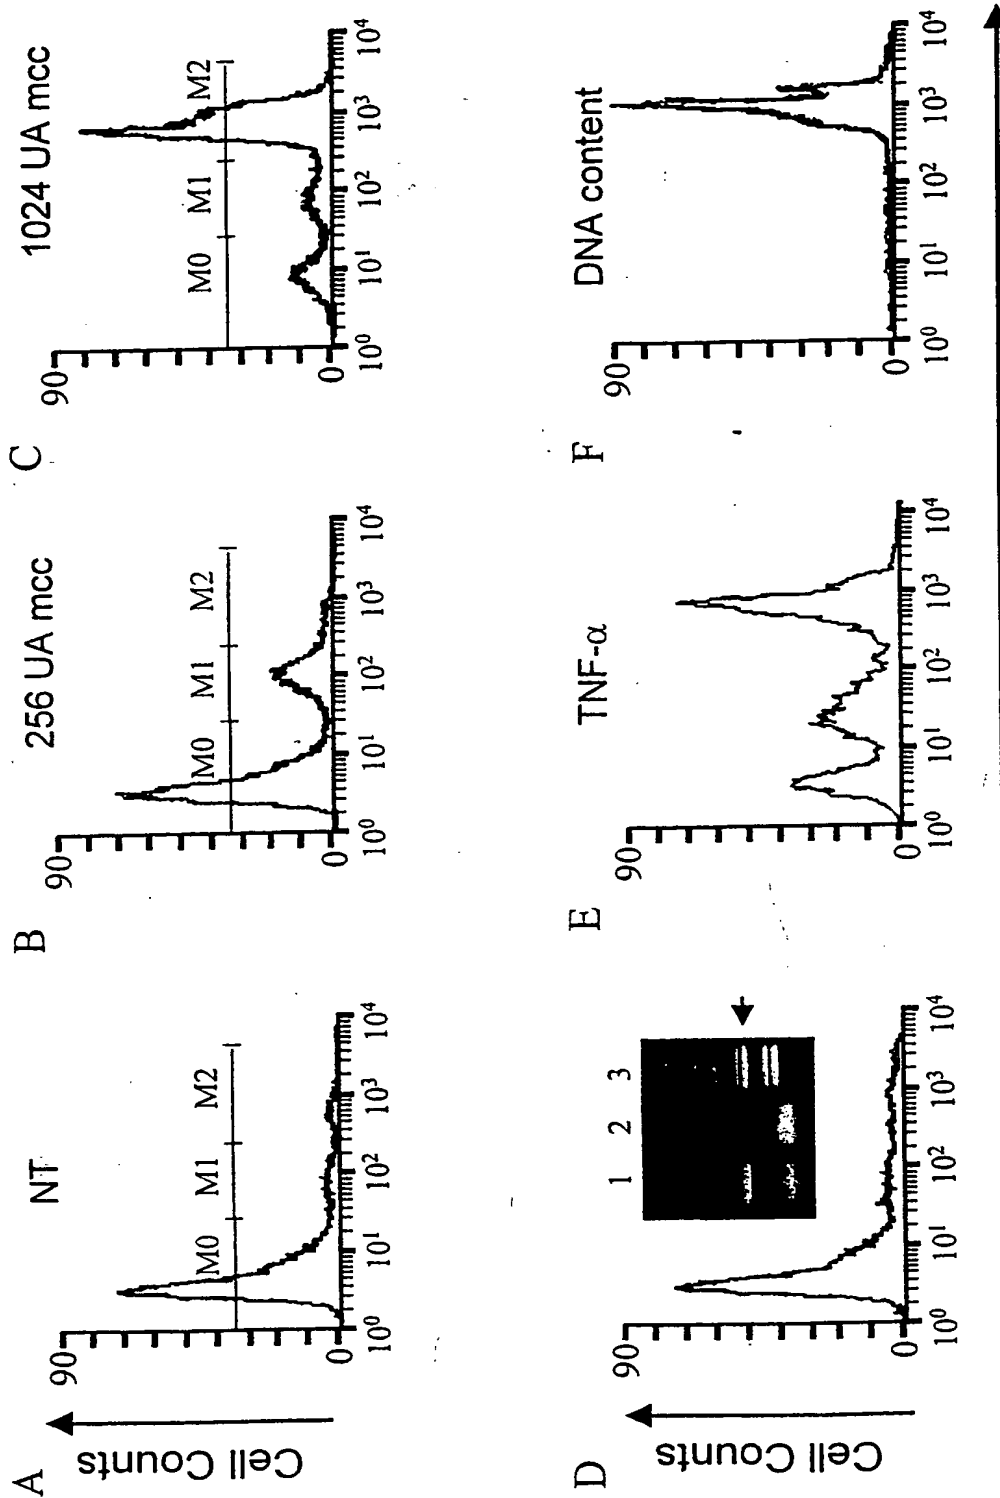 A
NT
Cell Counts
90
0
M0 M1 M2
10⁰ 10¹ 10² 10³ 10⁴
B
256 UA mcc
90
0
M0 M1 M2
10⁰ 10¹ 10² 10³ 10⁴
C
1024 UA mcc
90
0
M0 M1 M2
10⁰ 10¹ 10² 10³ 10⁴
D
Cell Counts
90
0
1 2 3
10⁰ 10¹ 10² 10³ 10⁴
E
TNF-α
90
0
10⁰ 10¹ 10² 10³ 10⁴
F
DNA content
90
0
10⁰ 10¹ 10² 10³ 10⁴